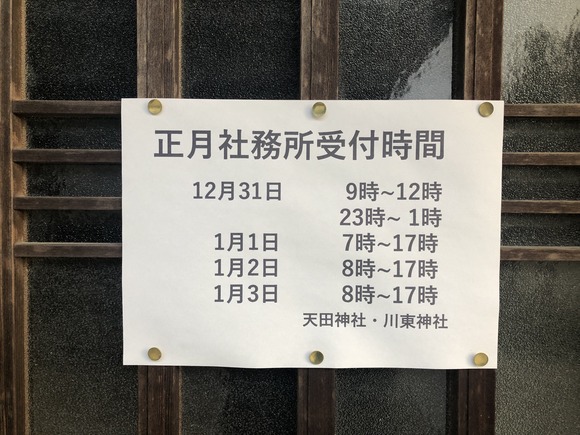 正月社務所受付時間
12月31日 9時~12時
23時~ 1時
1月1日 7時~17時
1月2日 8時~17時
1月3日 8時~17時
天田神社・川東神社